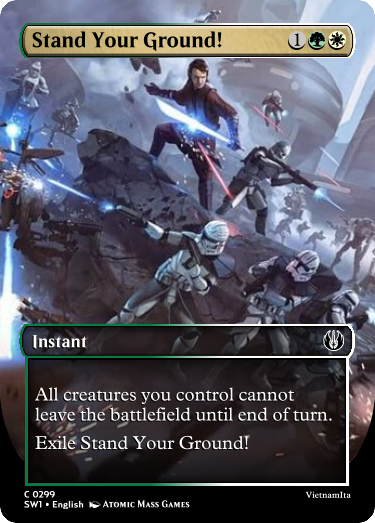 Stand Your Ground! 1
Instant
All creatures you control cannot
leave the battlefield until end of turn.
Exile Stand Your Ground!
C 0299
SW1 • English Atomic Mass Games
VietnamIta